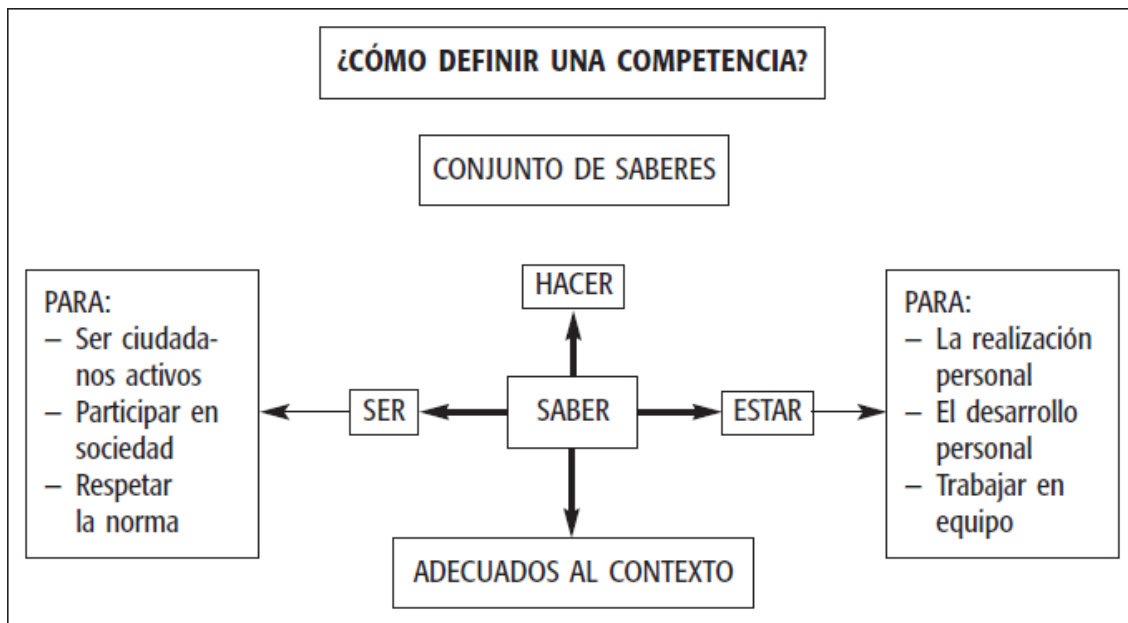 ¿CÓMO DEFINIR UNA COMPETENCIA?
CONJUNTO DE SABERES
HACER
PARA:
– Ser ciudada-
nos activos
– Participar en
sociedad
– Respetar
la norma
SER
SABER
ESTAR
PARA:
– La realización
personal
– El desarrollo
personal
– Trabajar en
equipo
ADECUADOS AL CONTEXTO